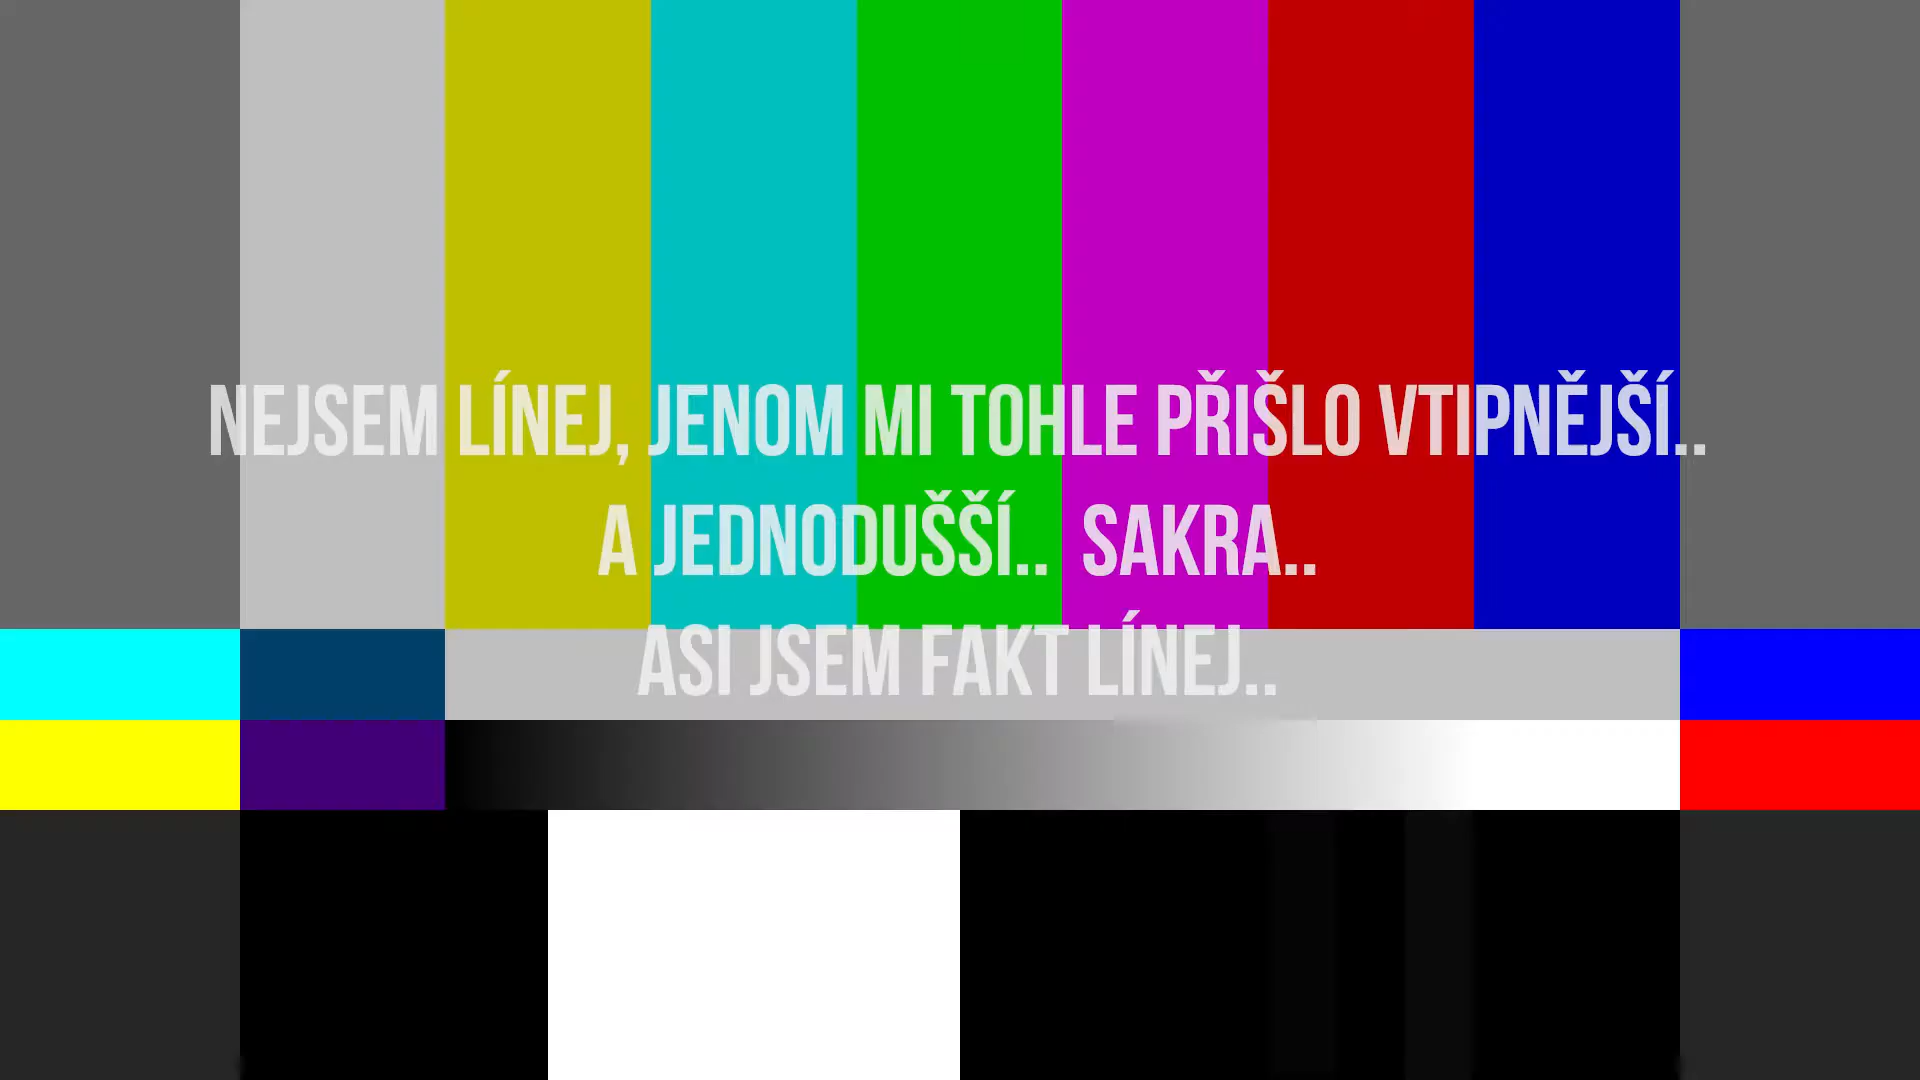 NEJSEM LÍNEJ, JENOM MI TOHLE PŘIŠLO VTIPNĚJŠÍ..
A JEDNODUŠŠÍ.. SAKRA..
ASI JSEM FAKT LÍNEJ..